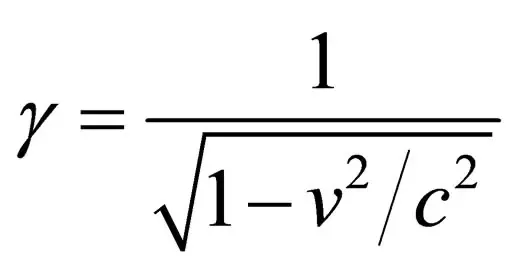 γ = 1 / √(1 − v²/c²)